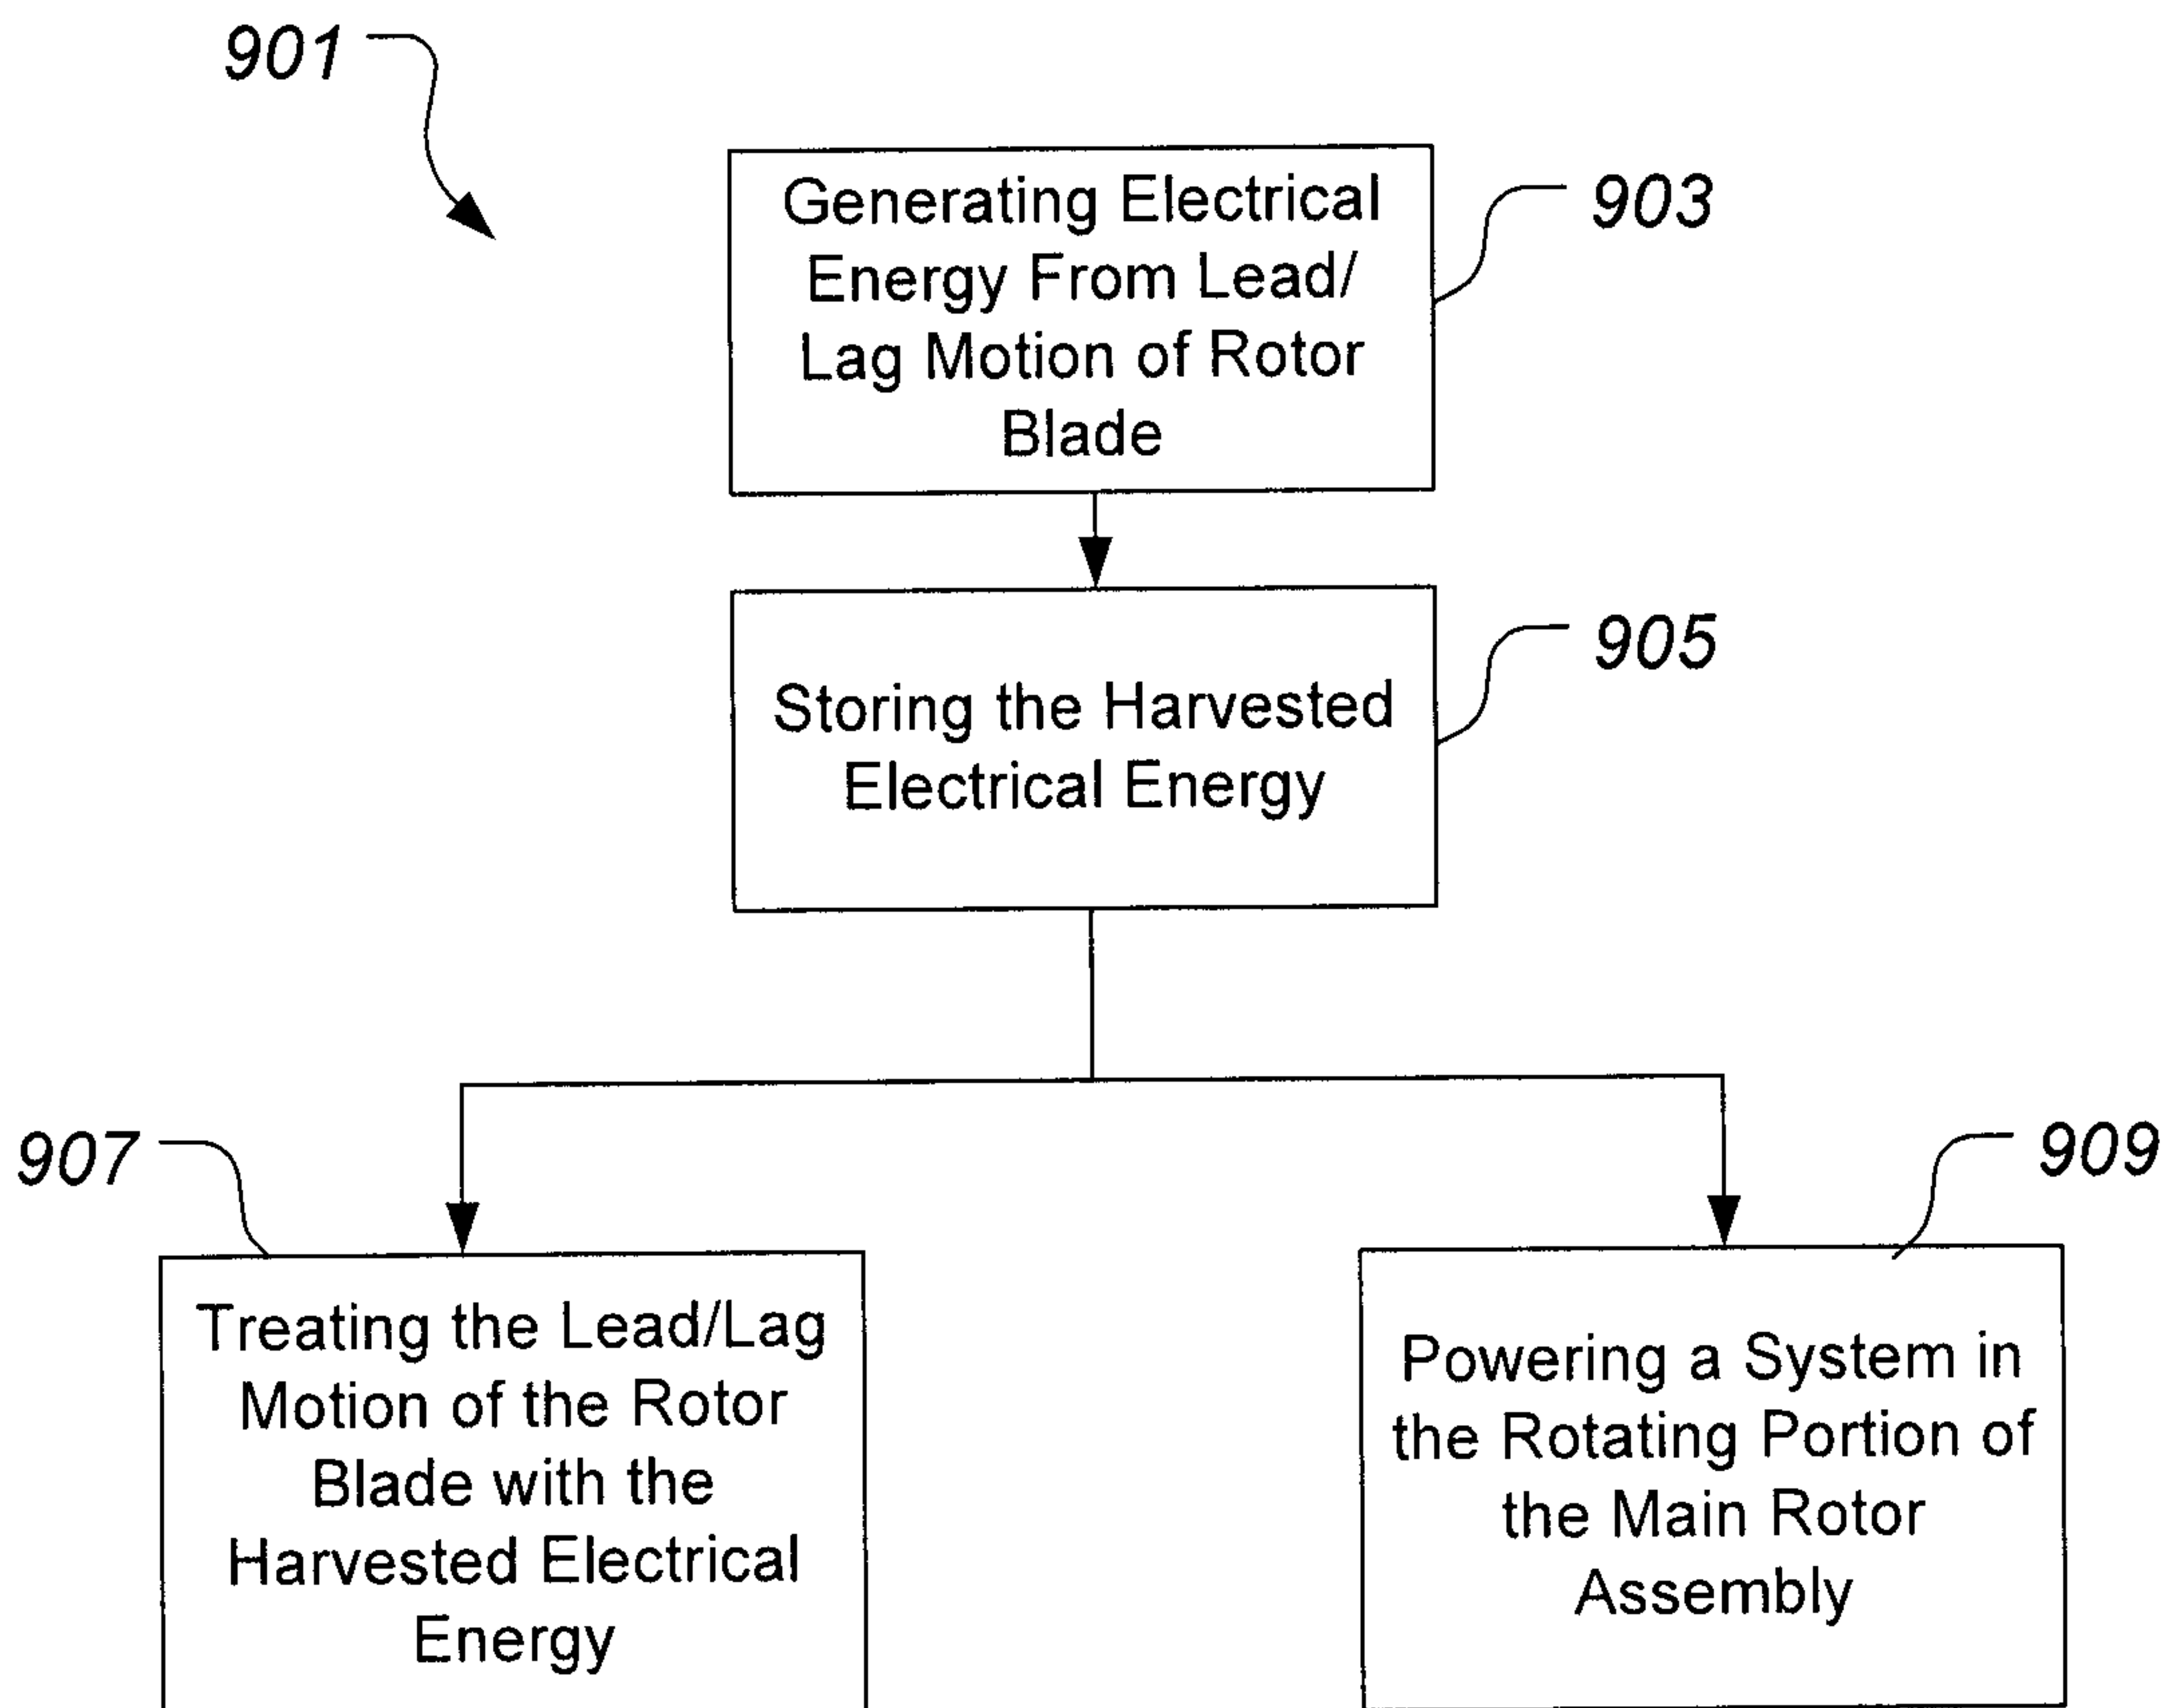 901
Generating Electrical
Energy From Lead/
Lag Motion of Rotor
Blade
903
Storing the Harvested
Electrical Energy
905
907
Treating the Lead/Lag
Motion of the Rotor
Blade with the
Harvested Electrical
Energy
909
Powering a System in
the Rotating Portion of
the Main Rotor
Assembly